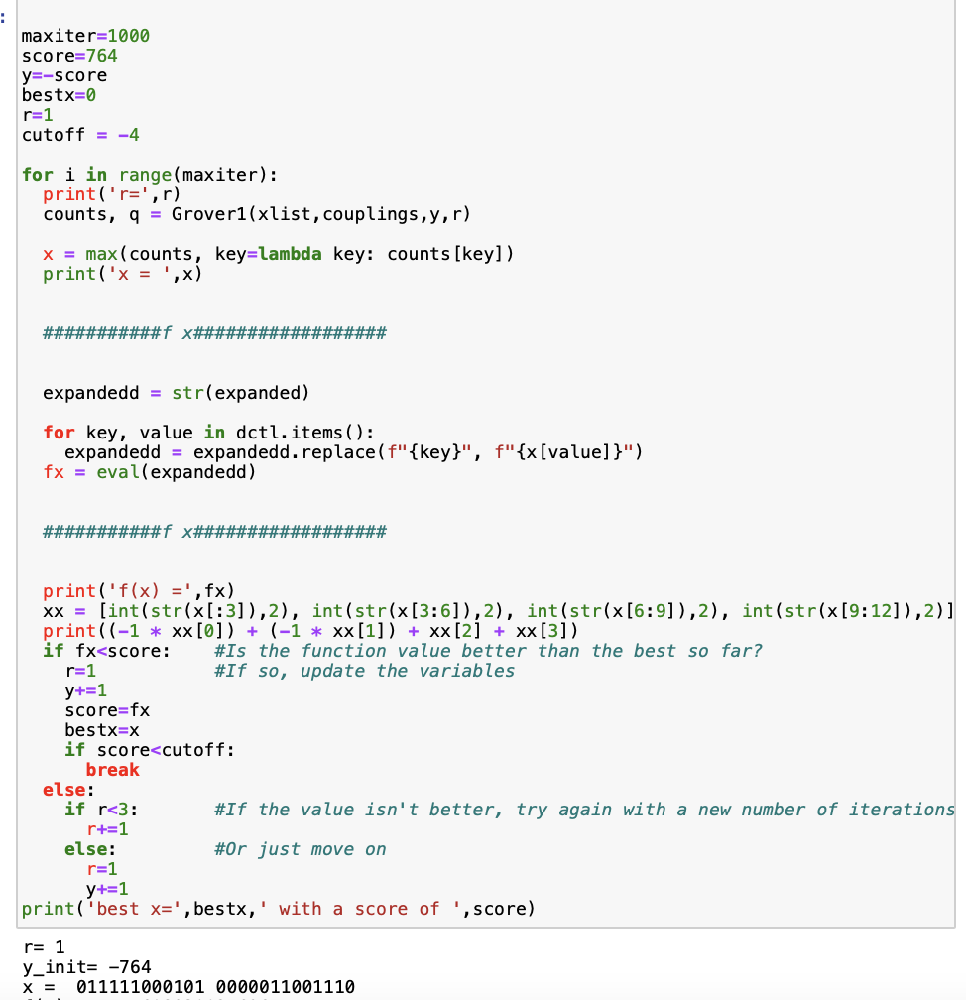 :
maxiter=1000
score=764
y=-score
bestx=0
r=1
cutoff = -4
for i in range(maxiter):
  print('r=',r)
  counts, q = Grover1(xlist,couplings,y,r)
  x = max(counts, key=lambda key: counts[key])
  print('x = ',x)
  ###########f x##################
  expandedd = str(expanded)
  for key, value in dctl.items():
    expandedd = expandedd.replace(f"{key}", f"{x[value]}")
  fx = eval(expandedd)
  ###########f x##################
  print('f(x) =',fx)
  xx = [int(str(x[:3]),2), int(str(x[3:6]),2), int(str(x[6:9]),2), int(str(x[9:12]),2)]
  print((-1 * xx[0]) + (-1 * xx[1]) + xx[2] + xx[3])
  if fx<score:    #Is the function value better than the best so far?
    r=1           #If so, update the variables
    y+=1
    score=fx
    bestx=x
    if score<cutoff:
      break
  else:
    if r<3:       #If the value isn't better, try again with a new number of iterations
      r+=1
    else:         #Or just move on
      r=1
      y+=1
print('best x=',bestx,' with a score of ',score)
r= 1
y_init= -764
x =  011111000101 0000011001110